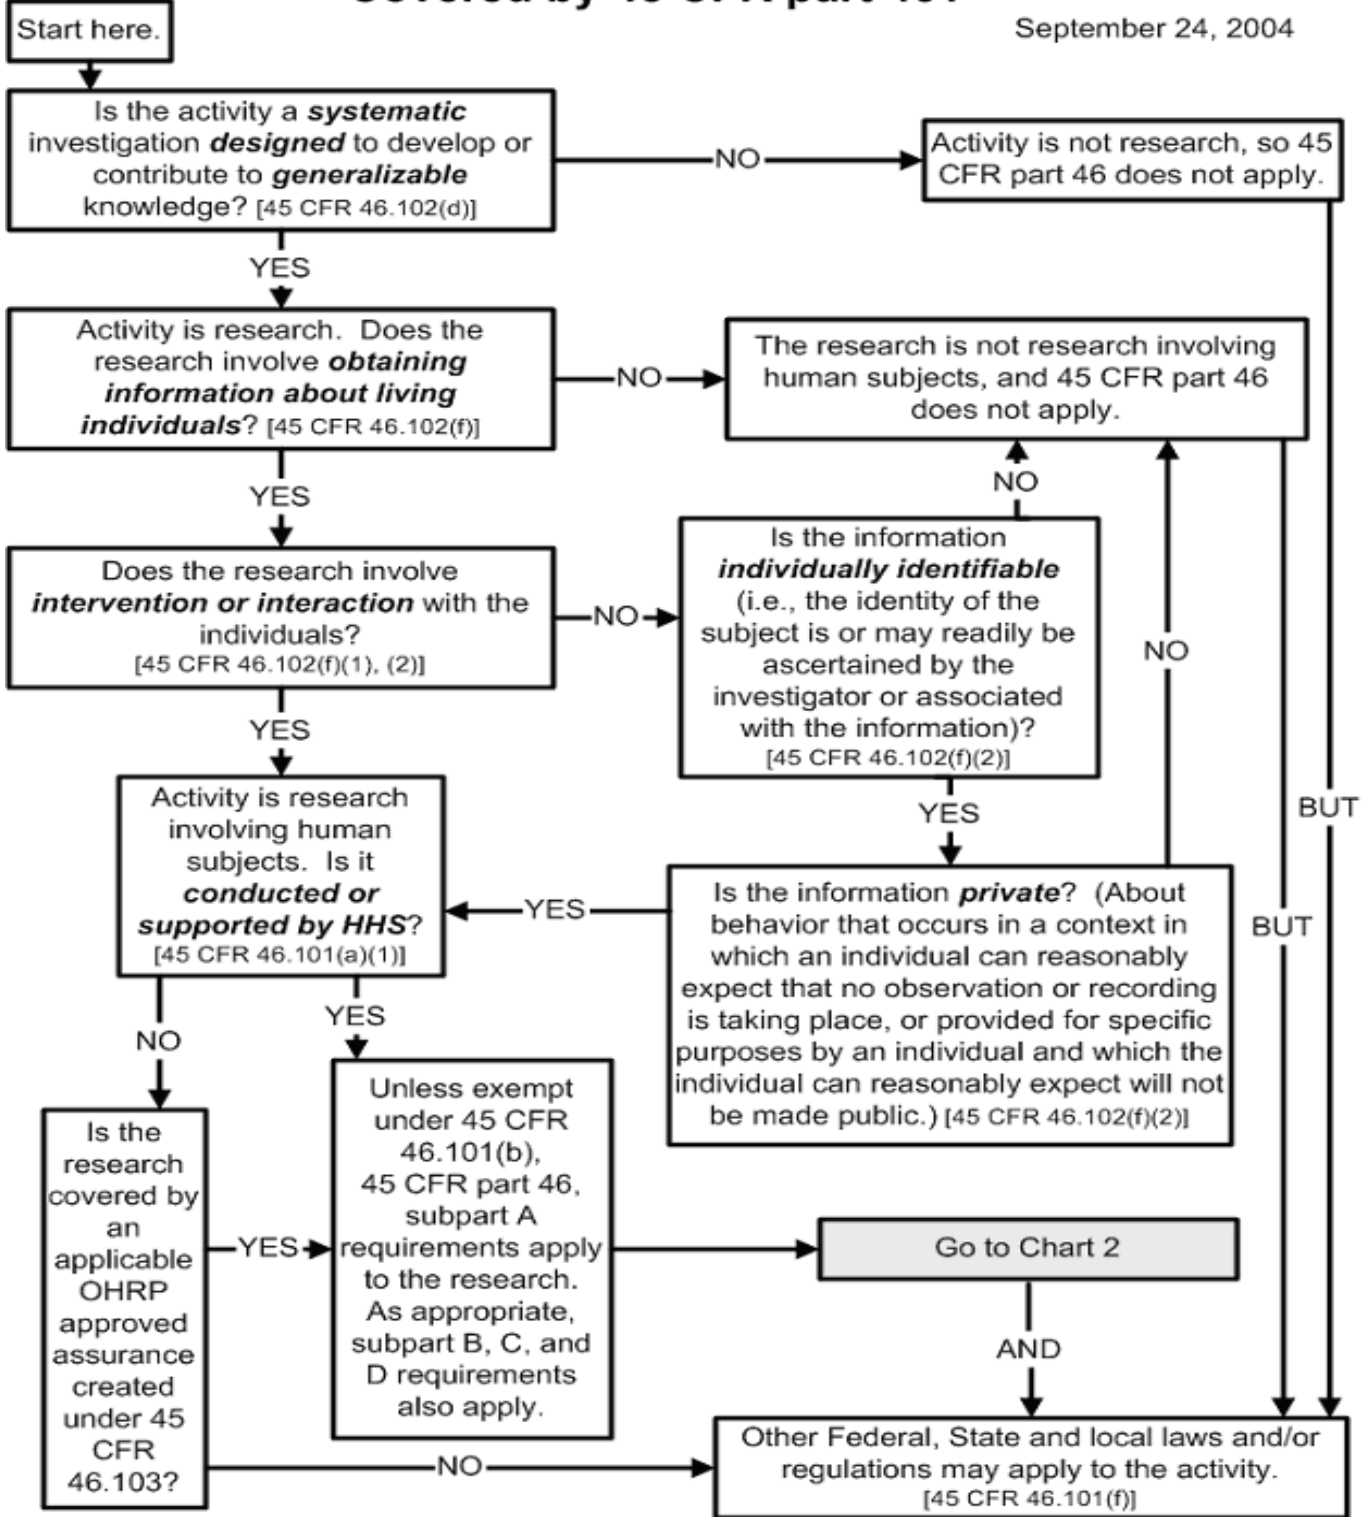 Covered by 45 CFR part 46?
September 24, 2004
Start here.
Is the activity a systematic
investigation designed to develop or
contribute to generalizable
knowledge? [45 CFR 46.102(d)]
NO
Activity is not research, so 45
CFR part 46 does not apply.
YES
Activity is research. Does the
research involve obtaining
information about living
individuals? [45 CFR 46.102(f)]
NO
The research is not research involving
human subjects, and 45 CFR part 46
does not apply.
YES
NO
Does the research involve
intervention or interaction with the
individuals?
[45 CFR 46.102(f)(1), (2)]
NO
Is the information
individually identifiable
(i.e., the identity of the
subject is or may readily be
ascertained by the
investigator or associated
with the information)?
[45 CFR 46.102(f)(2)]
NO
YES
YES
BUT
Activity is research
involving human
subjects. Is it
conducted or
supported by HHS?
[45 CFR 46.101(a)(1)]
YES
Is the information private? (About
behavior that occurs in a context in
which an individual can reasonably
expect that no observation or recording
is taking place, or provided for specific
purposes by an individual and which the
individual can reasonably expect will not
be made public.) [45 CFR 46.102(f)(2)]
BUT
NO
YES
Is the
research
covered by
an
applicable
OHRP
approved
assurance
created
under 45
CFR
46.103?
YES
Unless exempt
under 45 CFR
46.101(b),
45 CFR part 46,
subpart A
requirements apply
to the research.
As appropriate,
subpart B, C, and
D requirements
also apply.
Go to Chart 2
AND
NO
Other Federal, State and local laws and/or
regulations may apply to the activity.
[45 CFR 46.101(f)]